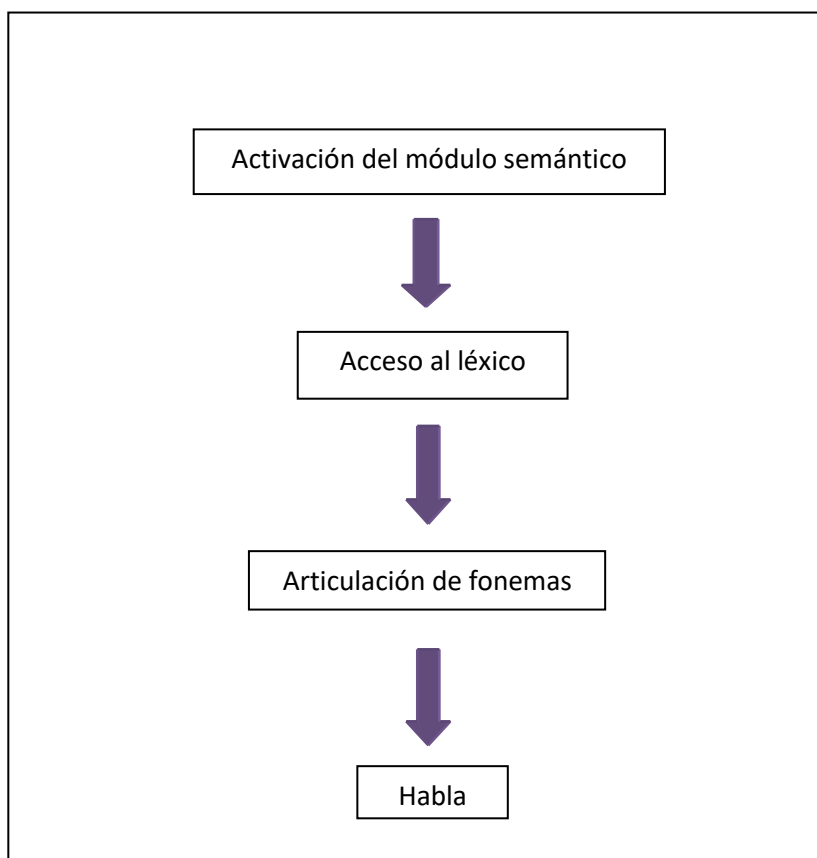 Activación del módulo semántico
Acceso al léxico
Articulación de fonemas
Habla